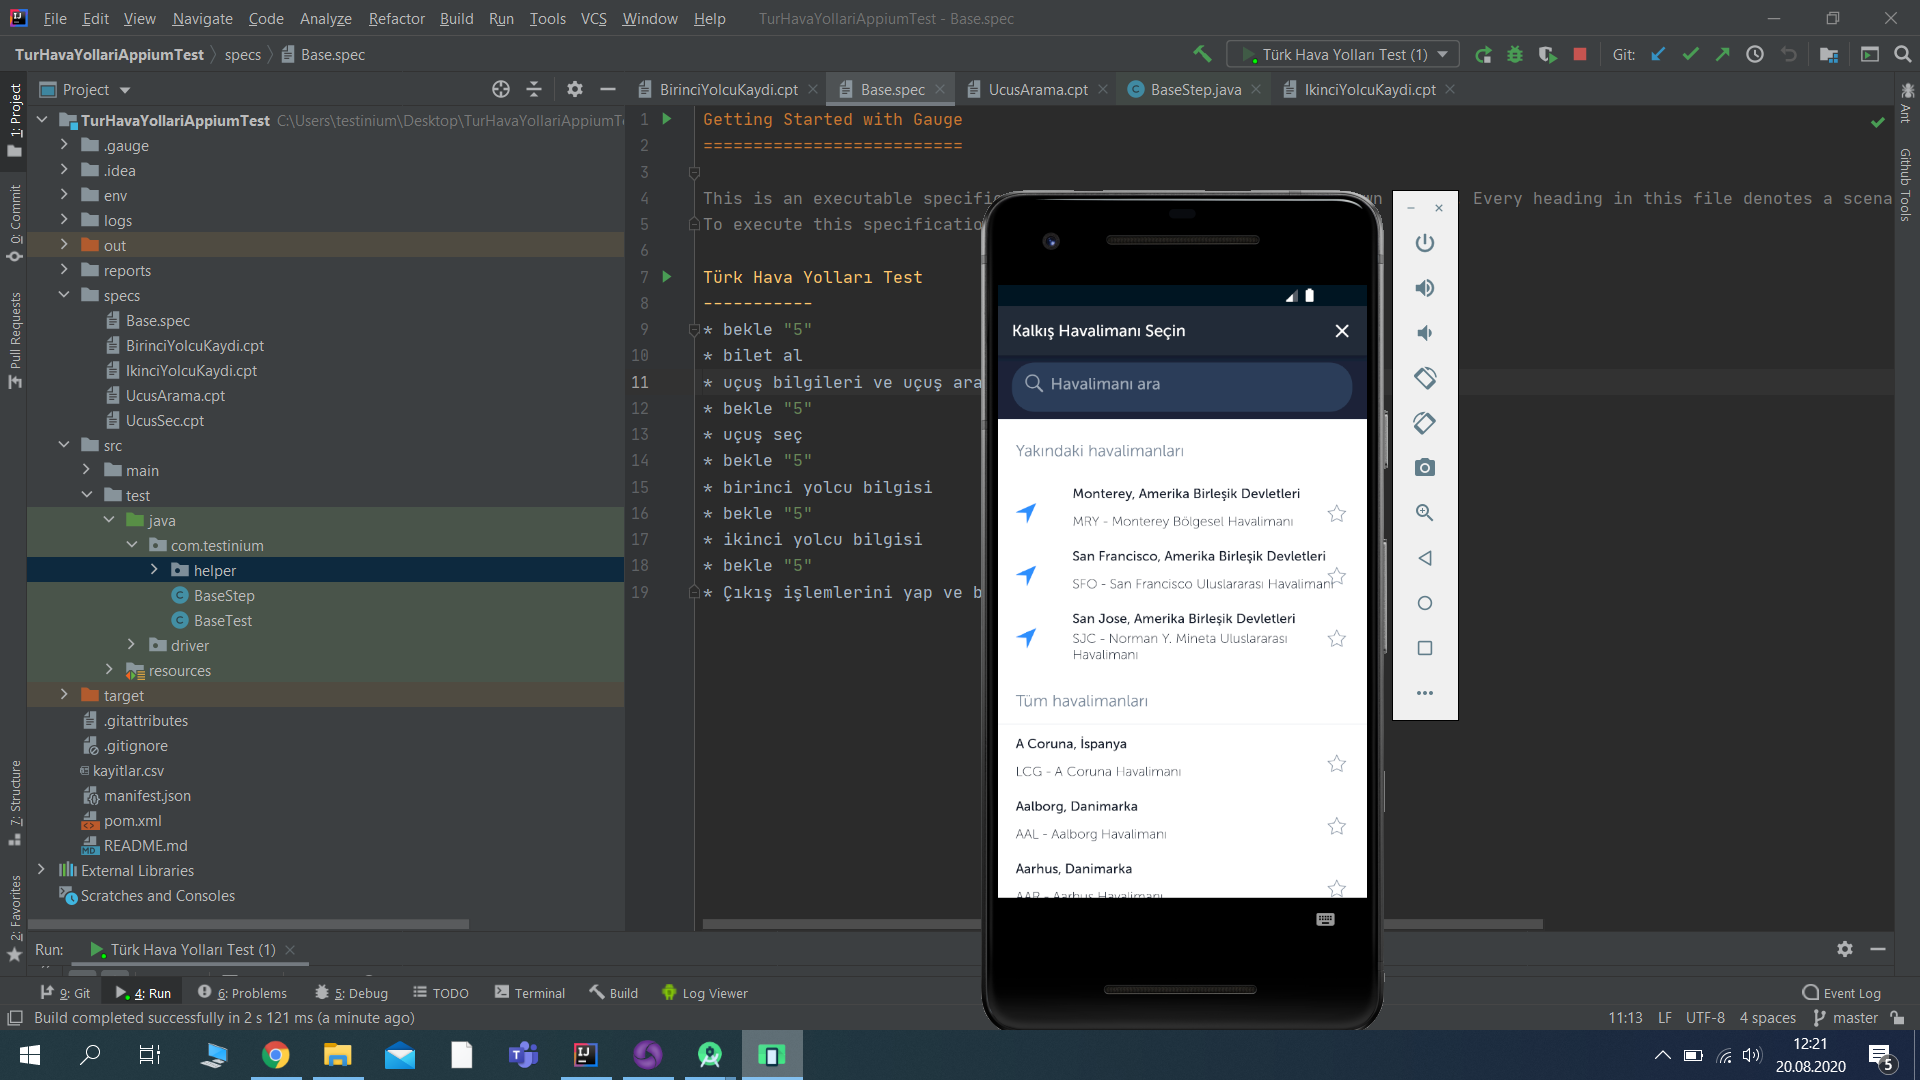 File Edit View Navigate Code Analyze Refactor Build Run Tools VCS Window Help TurHavaYollariAppiumTest - Base.spec
TurHavaYollariAppiumTest specs Base.spec
Türk Hava Yolları Test (1)
Git:
1: Project
0: Commit
Pull Requests
7: Structure
2: Favorites
Project
TurHavaYollariAppiumTest C:\Users\testinium\Desktop\TurHavaYollariAppiumTe
.gauge
.idea
env
logs
out
reports
specs
Base.spec
BirinciYolcuKaydi.cpt
IkinciYolcuKaydi.cpt
UcusArama.cpt
UcusSec.cpt
src
main
test
java
com.testinium
helper
BaseStep
BaseTest
driver
resources
target
.gitattributes
.gitignore
kayitlar.csv
manifest.json
pom.xml
README.md
External Libraries
Scratches and Consoles
BirinciYolcuKaydi.cpt Base.spec UcusArama.cpt BaseStep.java IkinciYolcuKaydi.cpt
1 Getting Started with Gauge
2 ==========================
3
4 This is an executable specific
Every heading in this file denotes a scena
5 To execute this specificatio
6
7 Türk Hava Yolları Test
8 -----------
9 * bekle "5"
10 * bilet al
11 * uçuş bilgileri ve uçuş ara
12 * bekle "5"
13 * uçuş seç
14 * bekle "5"
15 * birinci yolcu bilgisi
16 * bekle "5"
17 * ikinci yolcu bilgisi
18 * bekle "5"
19 * Çıkış işlemlerini yap ve b
Kalkış Havalimanı Seçin
Havalimanı ara
Yakındaki havalimanları
Monterey, Amerika Birleşik Devletleri
MRY - Monterey Bölgesel Havalimanı
San Francisco, Amerika Birleşik Devletleri
SFO - San Francisco Uluslararası Havalimanı
San Jose, Amerika Birleşik Devletleri
SJC - Norman Y. Mineta Uluslararası
Havalimanı
Tüm havalimanları
A Coruna, İspanya
LCG - A Coruna Havalimanı
Aalborg, Danimarka
AAL - Aalborg Havalimanı
Aarhus, Danimarka
AAR - Aarhus Havalimanı
Ant
Github Tools
Run: Türk Hava Yolları Test (1)
9: Git 4: Run 6: Problems 5: Debug TODO Terminal Build Log Viewer Event Log
Build completed successfully in 2 s 121 ms (a minute ago) 11:13 LF UTF-8 4 spaces master
12:21
20.08.2020
5